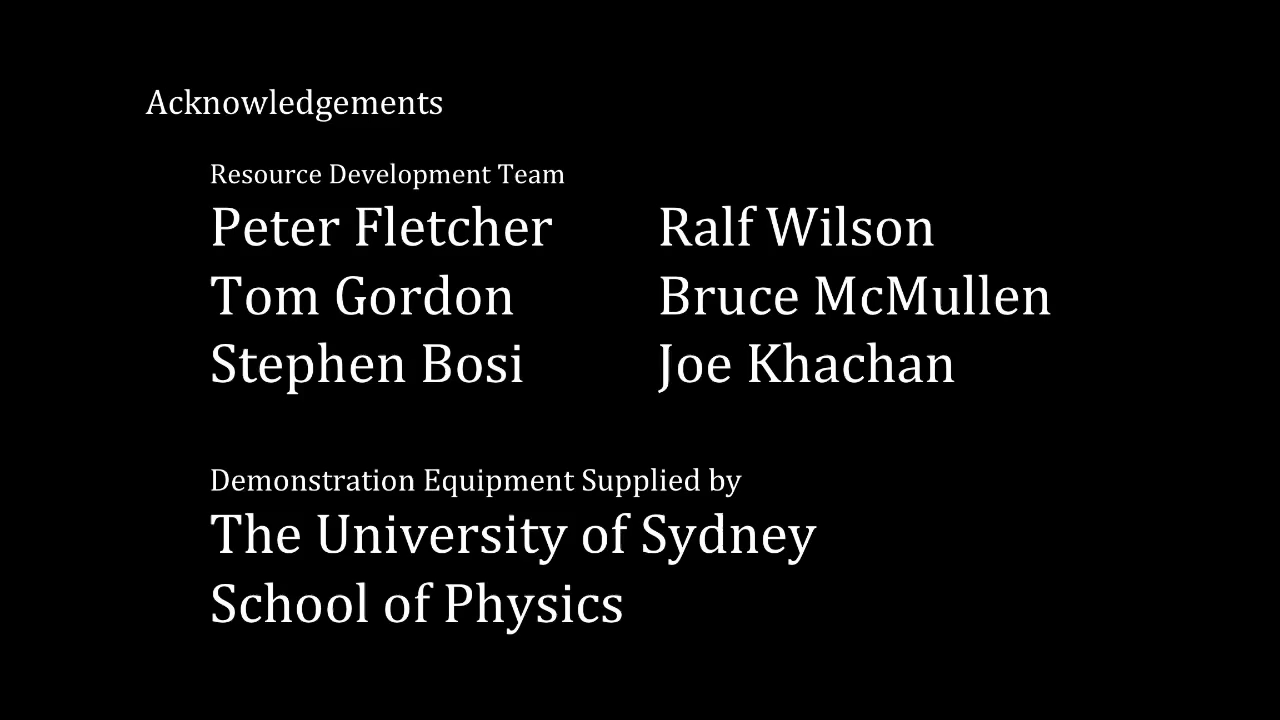 Acknowledgements
Resource Development Team
Peter Fletcher Ralf Wilson
Tom Gordon Bruce McMullen
Stephen Bosi Joe Khachan
Demonstration Equipment Supplied by
The University of Sydney
School of Physics